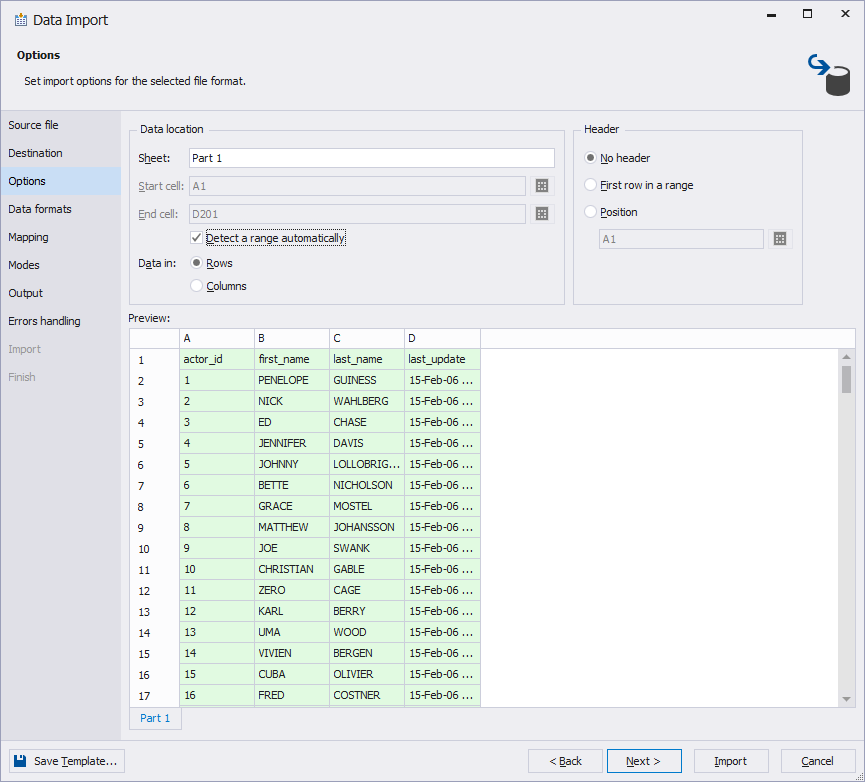 Data Import
Options
Set import options for the selected file format.
Source file
Destination
Options
Data formats
Mapping
Modes
Output
Errors handling
Import
Finish
Data location
Sheet: Part 1
Start cell: A1
End cell: D201
Detect a range automatically
Data in: Rows
Columns
Header
No header
First row in a range
Position
A1
Preview:
A B C D
1 actor_id first_name last_name last_update
2 1 PENELOPE GUINESS 15-Feb-06 ...
3 2 NICK WAHLBERG 15-Feb-06 ...
4 3 ED CHASE 15-Feb-06 ...
5 4 JENNIFER DAVIS 15-Feb-06 ...
6 5 JOHNNY LOLLOBRIG... 15-Feb-06 ...
7 6 BETTE NICHOLSON 15-Feb-06 ...
8 7 GRACE MOSTEL 15-Feb-06 ...
9 8 MATTHEW JOHANSSON 15-Feb-06 ...
10 9 JOE SWANK 15-Feb-06 ...
11 10 CHRISTIAN GABLE 15-Feb-06 ...
12 11 ZERO CAGE 15-Feb-06 ...
13 12 KARL BERRY 15-Feb-06 ...
14 13 UMA WOOD 15-Feb-06 ...
15 14 VIVIEN BERGEN 15-Feb-06 ...
16 15 CUBA OLIVIER 15-Feb-06 ...
17 16 FRED COSTNER 15-Feb-06 ...
Part 1
Save Template...
< Back
Next >
Import
Cancel